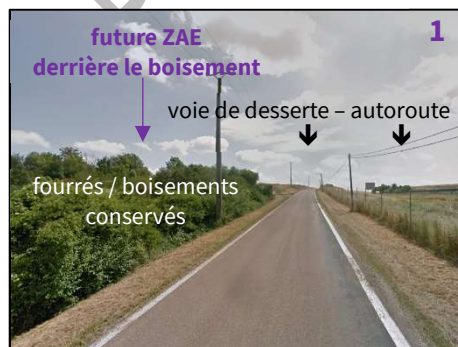 1
future ZAE
derrière le boisement
voie de desserte – autoroute
fourrés / boisements
conservés